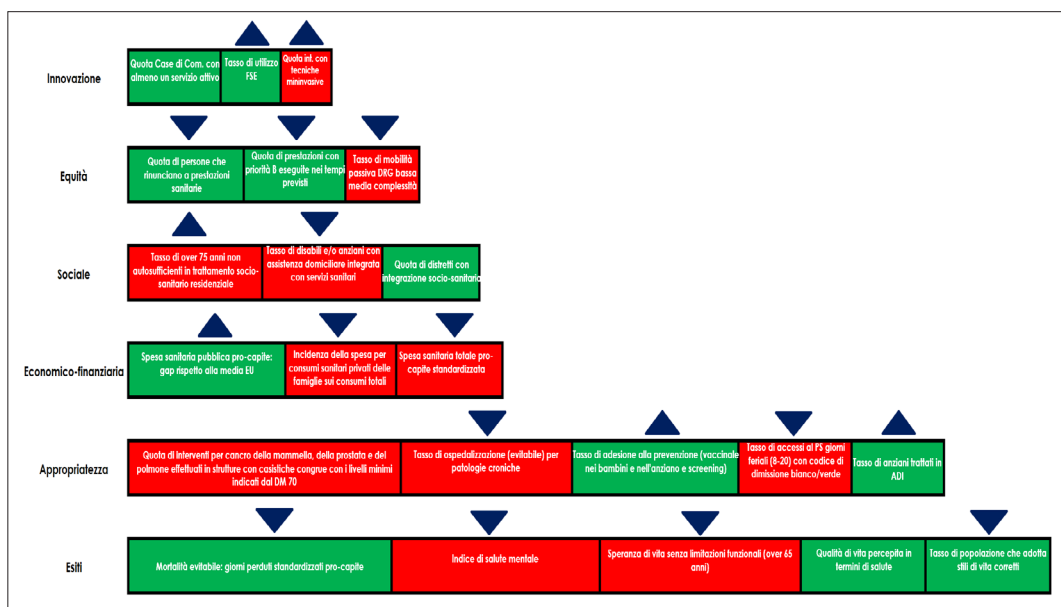 Innovazione
Quota Case di Com. con
almeno un servizio attivo
Tasso di utilizzo
FSE
Quota int. con
tecniche
mininvasive
Equità
Quota di persone che
rinunciano a prestazioni
sanitarie
Quota di prestazioni con
priorità B eseguite nei tempi
previsti
Tasso di mobilità
passiva DRG bassa
media complessità
Sociale
Tasso di over 75 anni non
autosufficienti in trattamento socio-
sanitario residenziale
Tasso di disabili e/o anziani con
assistenza domiciliare integrata
con servizi sanitari
Quota di distretti con
integrazione socio-sanitaria
Economico-finanziaria
Spesa sanitaria pubblica pro-capite:
gap rispetto alla media EU
Incidenza della spesa per
consumi sanitari privati delle
famiglie sui consumi totali
Spesa sanitaria totale pro-
capite standardizzata
Appropriatezza
Quota di interventi per cancro della mammella, della prostata e del
polmone effettuati in strutture con casistiche congrue con i livelli minimi
indicati dal DM 70
Tasso di ospedalizzazione (evitabile) per
patologie croniche
Tasso di adesione alla prevenzione (vaccinale
nei bambini e nell'anziano e screening)
Tasso di accessi al PS giorni
feriali (8-20) con codice di
dimissione bianco/verde
Tasso di anziani trattati in
ADI
Esiti
Mortalità evitabile: giorni perduti standardizzati pro-capite
Indice di salute mentale
Speranza di vita senza limitazioni funzionali (over 65
anni)
Qualità di vita percepita in
termini di salute
Tasso di popolazione che adotta
stili di vita corretti